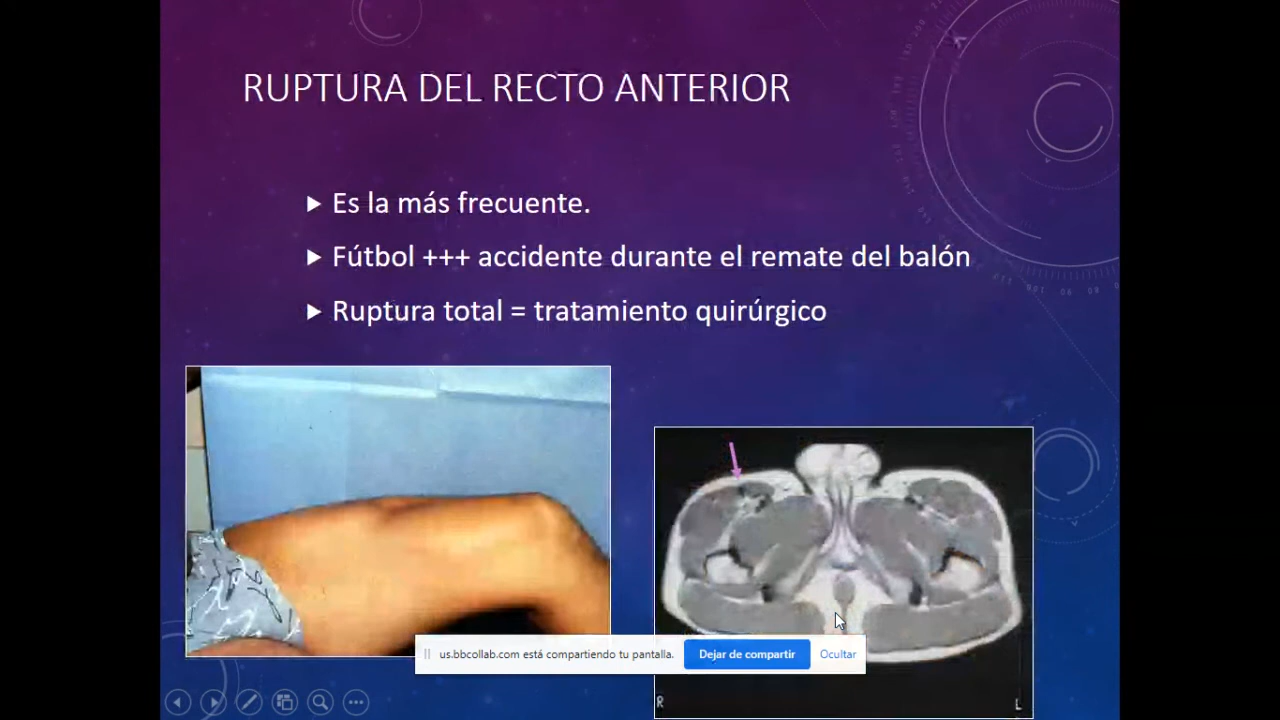 RUPTURA DEL RECTO ANTERIOR
Es la más frecuente.
Fútbol +++ accidente durante el remate del balón
Ruptura total = tratamiento quirúrgico
us.bbcollab.com está compartiendo tu pantalla.
Dejar de compartir
Ocultar
R
L